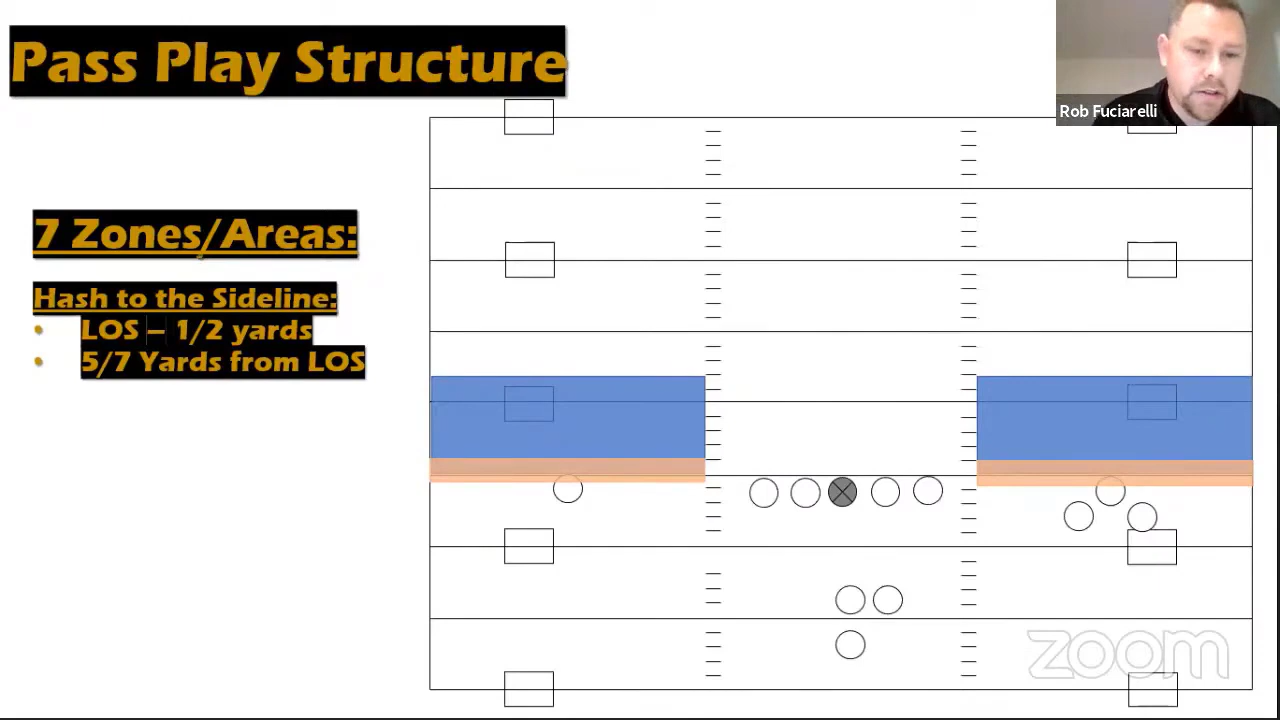 Pass Play Structure
Rob Fuciarelli
7 Zones/Areas:
Hash to the Sideline:
• LOS – 1/2 yards
• 5/7 Yards from LOS
zoom